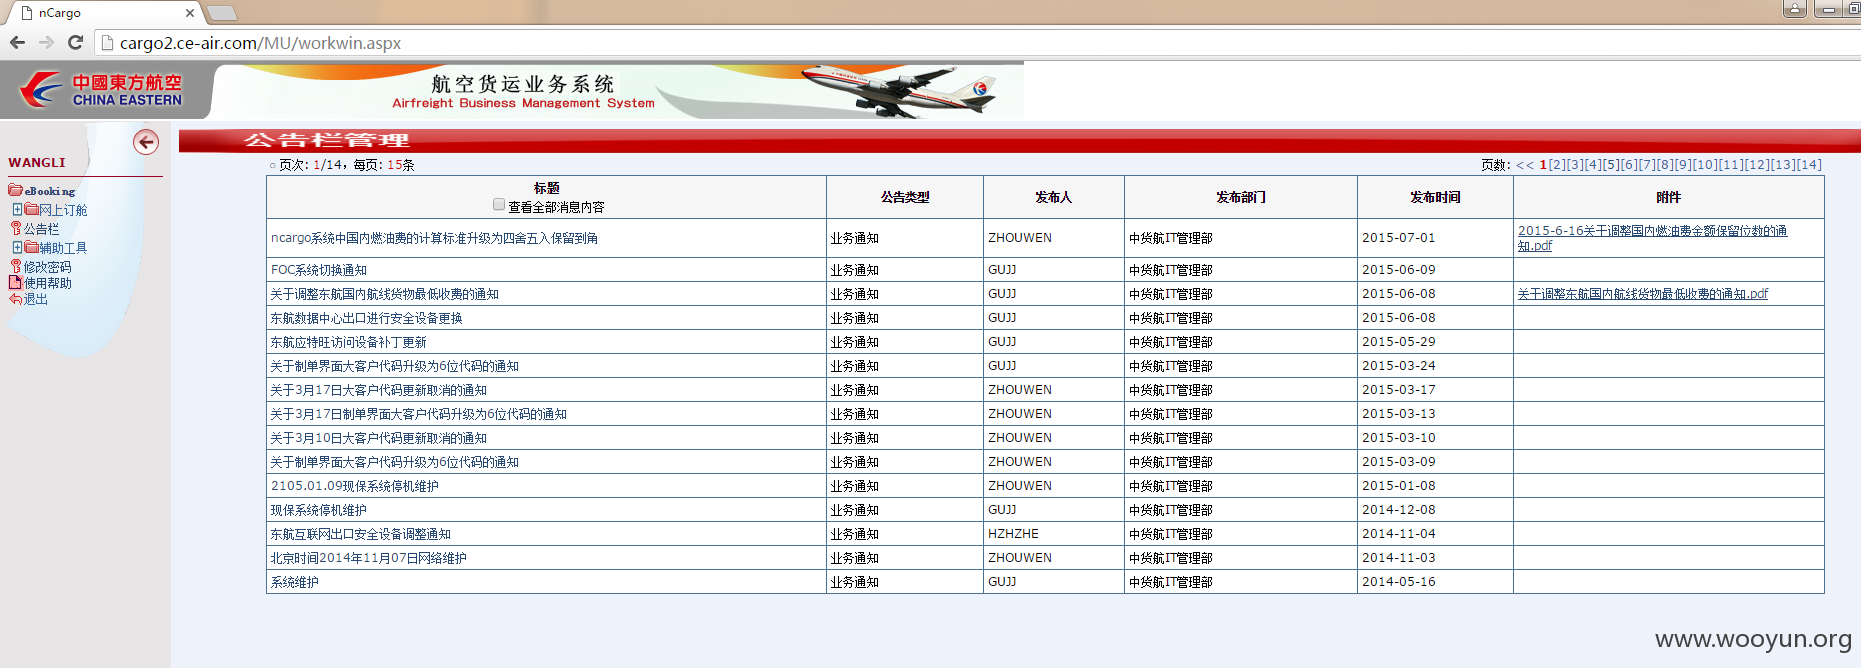 nCargo
cargo2.ce-air.com/MU/workwin.aspx
中國東方航空
CHINA EASTERN
航空货运业务系统
Airfreight Business Management System
WANGLI
eBooking
网上订舱
公告栏
辅助工具
修改密码
使用帮助
退出
公告栏管理
页次: 1/14, 每页: 15条
页数: << 1[2][3][4][5][6][7][8][9][10][11][12][13][14]
标题 公告类型 发布人 发布部门 发布时间 附件
查看全部消息内容
ncargo系统中国内燃油费的计算标准升级为四舍五入保留到角 业务通知 ZHOUWEN 中货航IT管理部 2015-07-01 2015-6-16关于调整国内燃油费金额保留位数的通
知.pdf
FOC系统切换通知 业务通知 GUJJ 中货航IT管理部 2015-06-09
关于调整东航国内航线货物最低收费的通知 业务通知 GUJJ 中货航IT管理部 2015-06-08 关于调整东航国内航线货物最低收费的通知.pdf
东航数据中心出口进行安全设备更换 业务通知 GUJJ 中货航IT管理部 2015-06-08
东航应特旺访问设备补丁更新 业务通知 GUJJ 中货航IT管理部 2015-05-29
关于制单界面大客户代码升级为6位代码的通知 业务通知 GUJJ 中货航IT管理部 2015-03-24
关于3月17日大客户代码更新取消的通知 业务通知 ZHOUWEN 中货航IT管理部 2015-03-17
关于3月17日制单界面大客户代码升级为6位代码的通知 业务通知 ZHOUWEN 中货航IT管理部 2015-03-13
关于3月10日大客户代码更新取消的通知 业务通知 ZHOUWEN 中货航IT管理部 2015-03-10
关于制单界面大客户代码升级为6位代码的通知 业务通知 ZHOUWEN 中货航IT管理部 2015-03-09
2105.01.09现保系统停机维护 业务通知 ZHOUWEN 中货航IT管理部 2015-01-08
现保系统停机维护 业务通知 GUJJ 中货航IT管理部 2014-12-08
东航互联网出口安全设备调整通知 业务通知 HZHZHE 中货航IT管理部 2014-11-04
北京时间2014年11月07日网络维护 业务通知 ZHOUWEN 中货航IT管理部 2014-11-03
系统维护 业务通知 GUJJ 中货航IT管理部 2014-05-16
www.wooyun.org